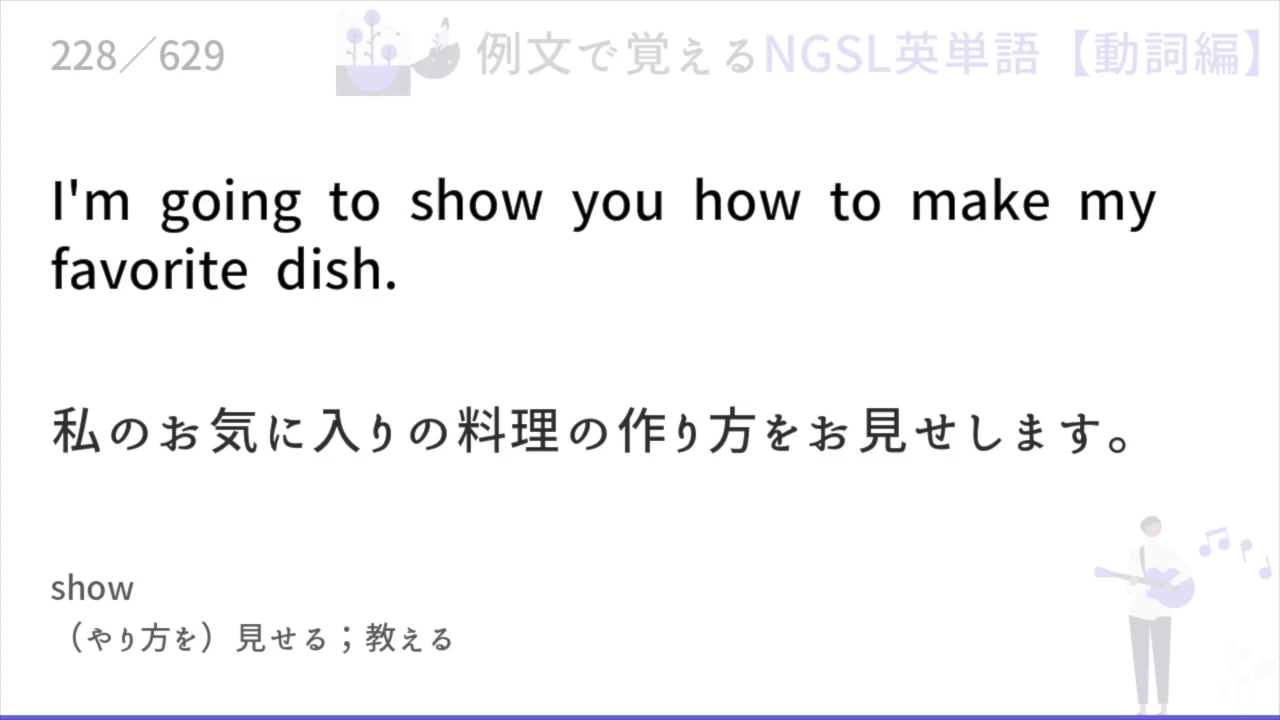 228／629
例文で覚えるNGSL英単語【動詞編】
I'm going to show you how to make my
favorite dish.
私のお気に入りの料理の作り方をお見せします。
show
（やり方を）見せる；教える